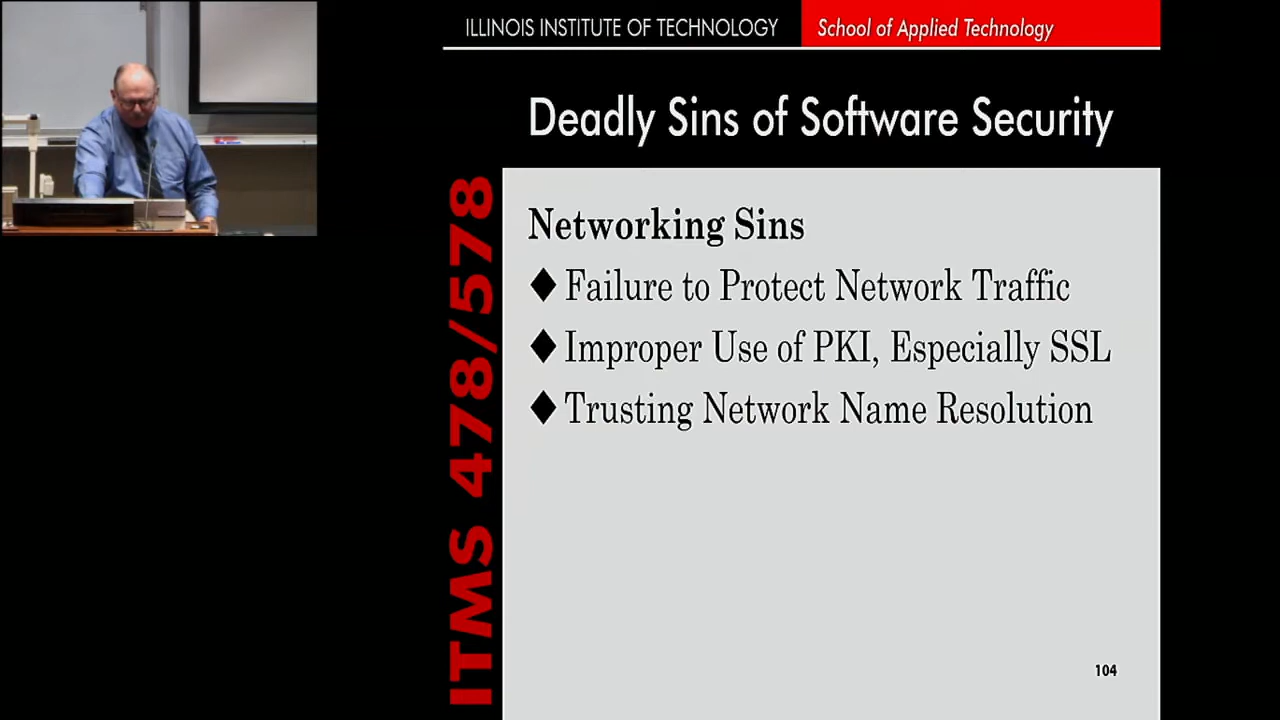 ILLINOIS INSTITUTE OF TECHNOLOGY School of Applied Technology
Deadly Sins of Software Security
ITMS 478/578
Networking Sins
♦ Failure to Protect Network Traffic
♦ Improper Use of PKI, Especially SSL
♦ Trusting Network Name Resolution
104